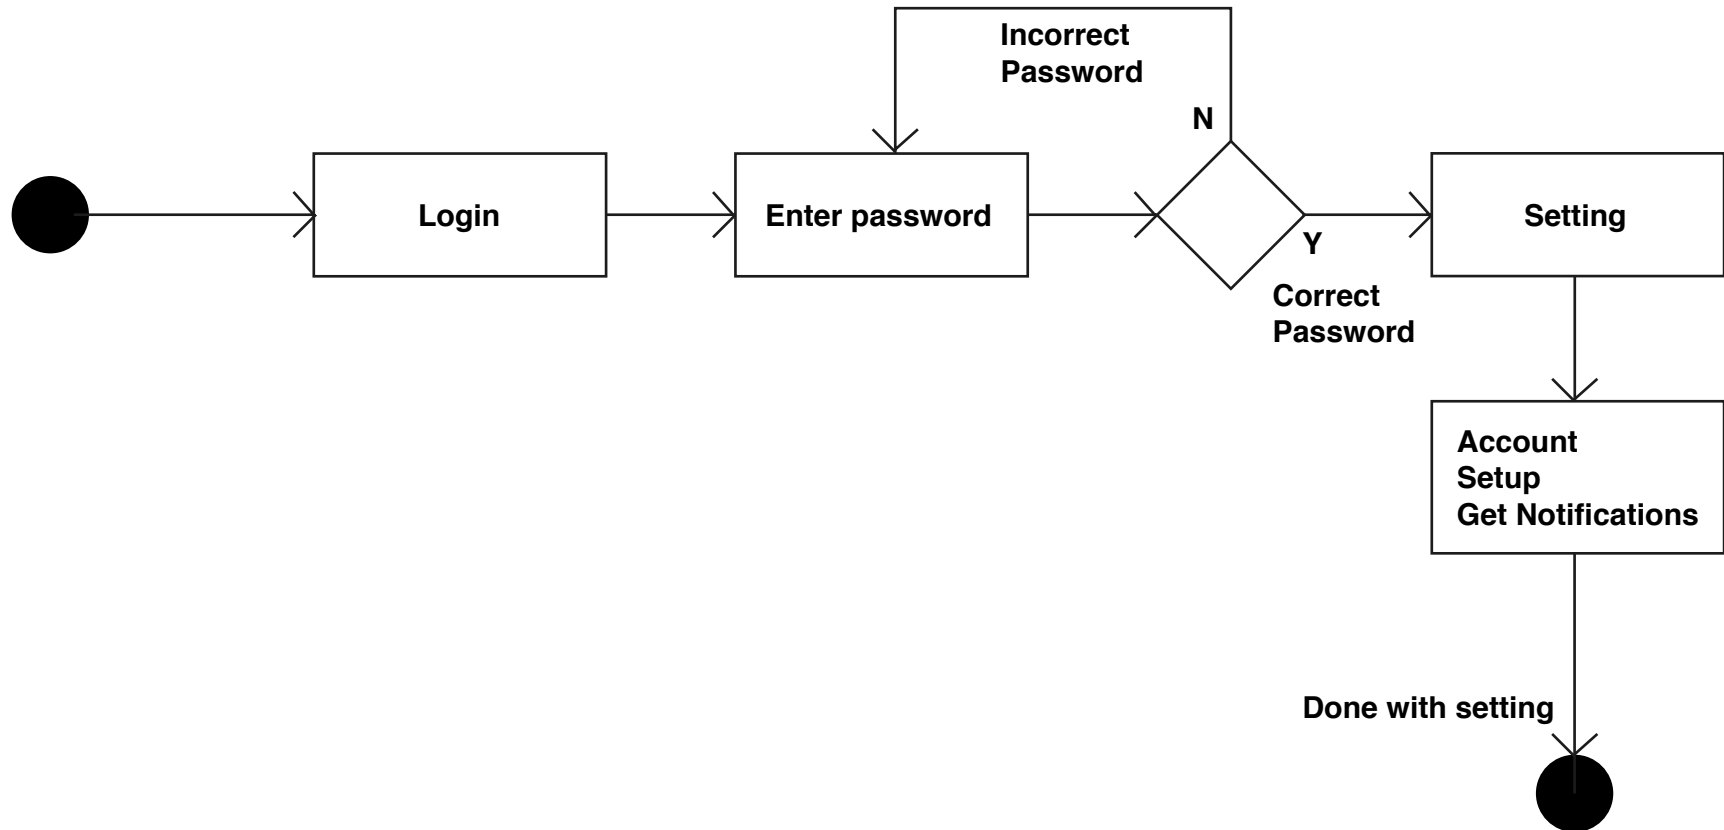 Incorrect
Password
N
Login
Enter password
Setting
Y
Correct
Password
Account
Setup
Get Notifications
Done with setting